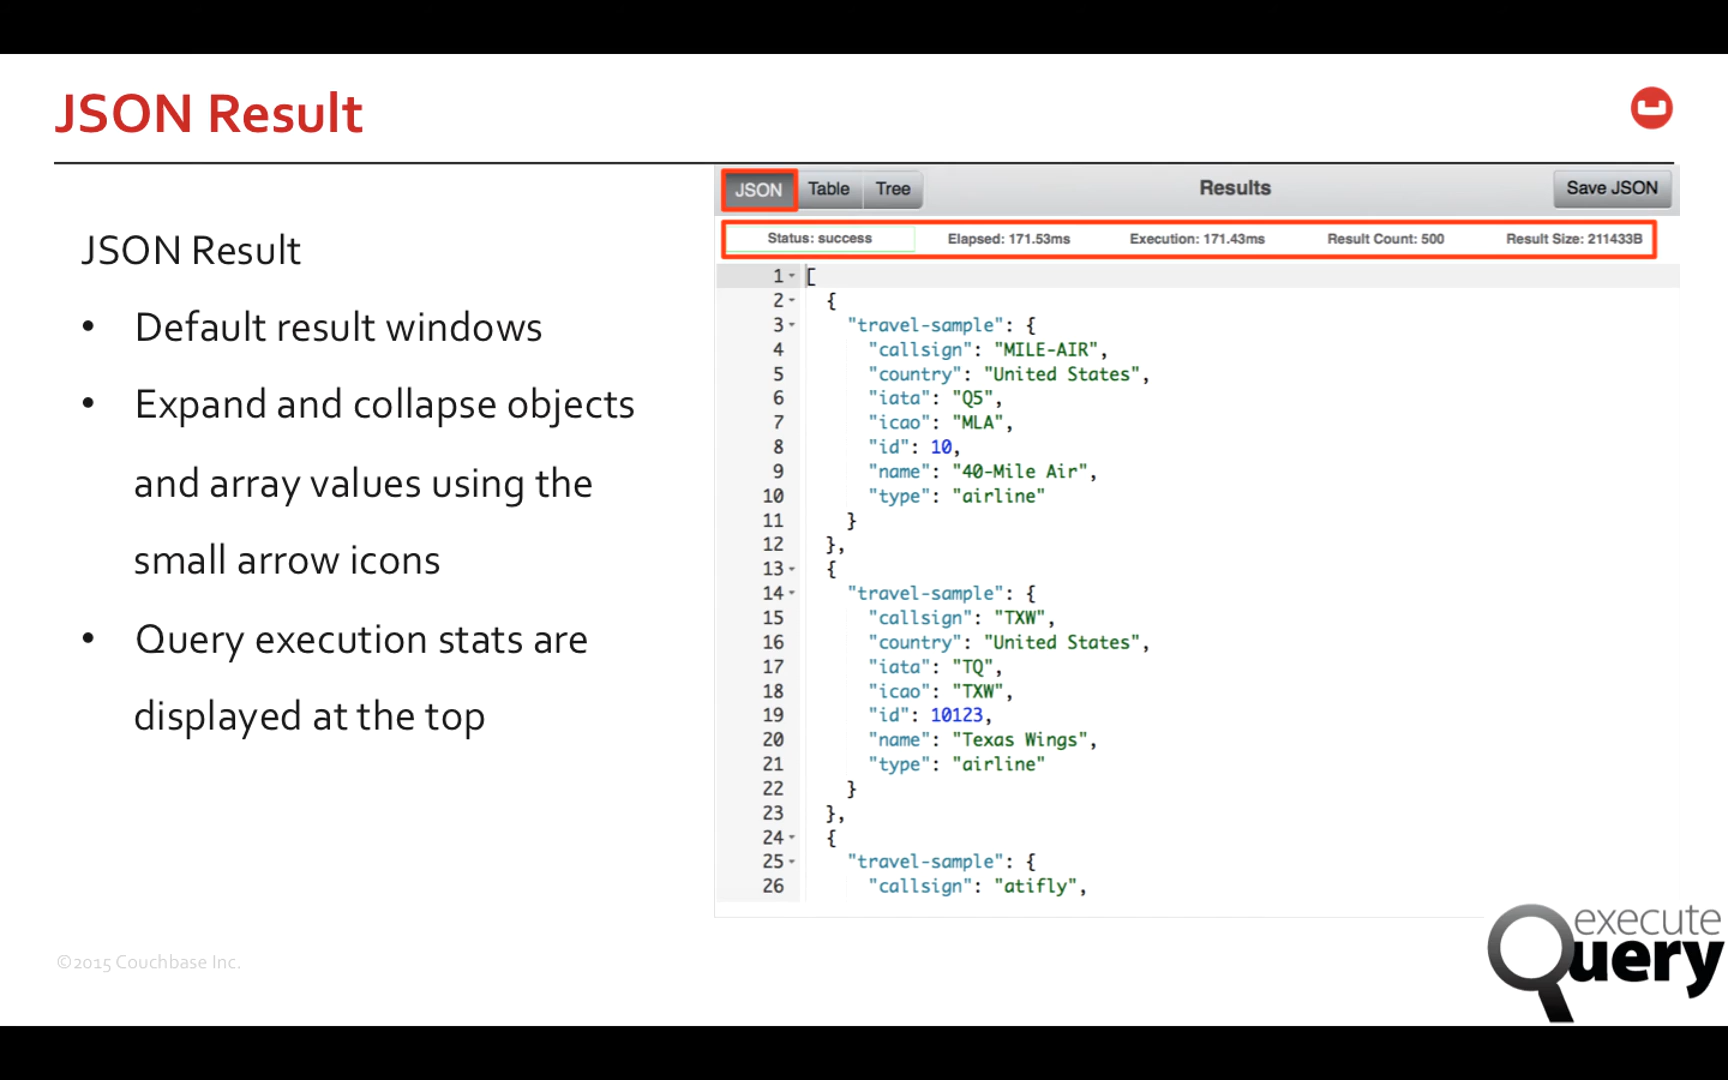 JSON Result
JSON Result
• Default result windows
• Expand and collapse objects
and array values using the
small arrow icons
• Query execution stats are
displayed at the top
JSON Table Tree Results Save JSON
Status: success Elapsed: 171.53ms Execution: 171.43ms Result Count: 500 Result Size: 211433B
1 [
2 {
3 "travel-sample": {
4 "callsign": "MILE-AIR",
5 "country": "United States",
6 "iata": "Q5",
7 "icao": "MLA",
8 "id": 10,
9 "name": "40-Mile Air",
10 "type": "airline"
11 }
12 },
13 {
14 "travel-sample": {
15 "callsign": "TXW",
16 "country": "United States",
17 "iata": "TQ",
18 "icao": "TXW",
19 "id": 10123,
20 "name": "Texas Wings",
21 "type": "airline"
22 }
23 },
24 {
25 "travel-sample": {
26 "callsign": "atifly",
©2015 Couchbase Inc.
execute
Query